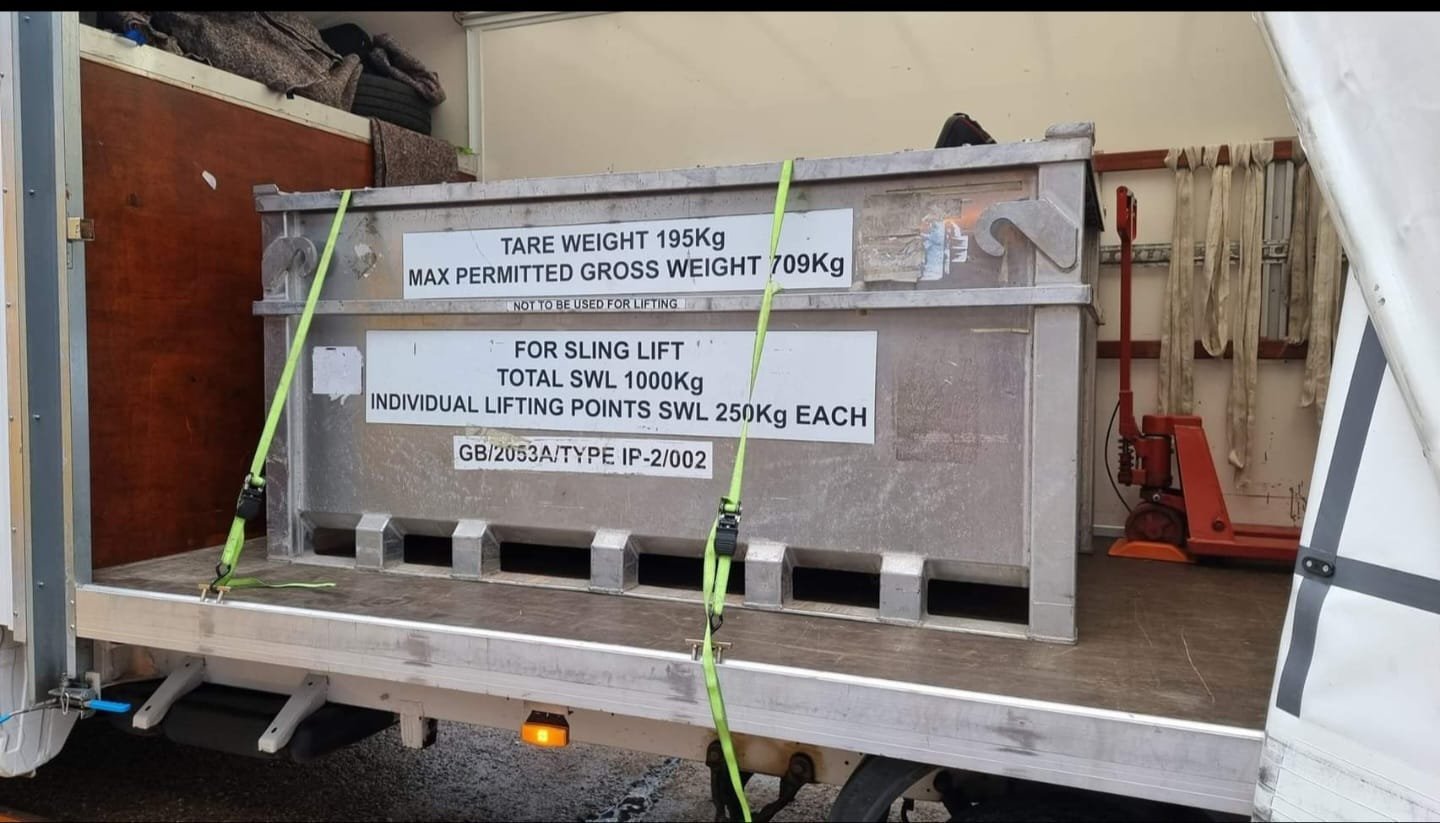 TARE WEIGHT 195Kg
MAX PERMITTED GROSS WEIGHT 709Kg
NOT TO BE USED FOR LIFTING
FOR SLING LIFT
TOTAL SWL 1000Kg
INDIVIDUAL LIFTING POINTS SWL 250Kg EACH
GB/2053A/TYPE IP-2/002